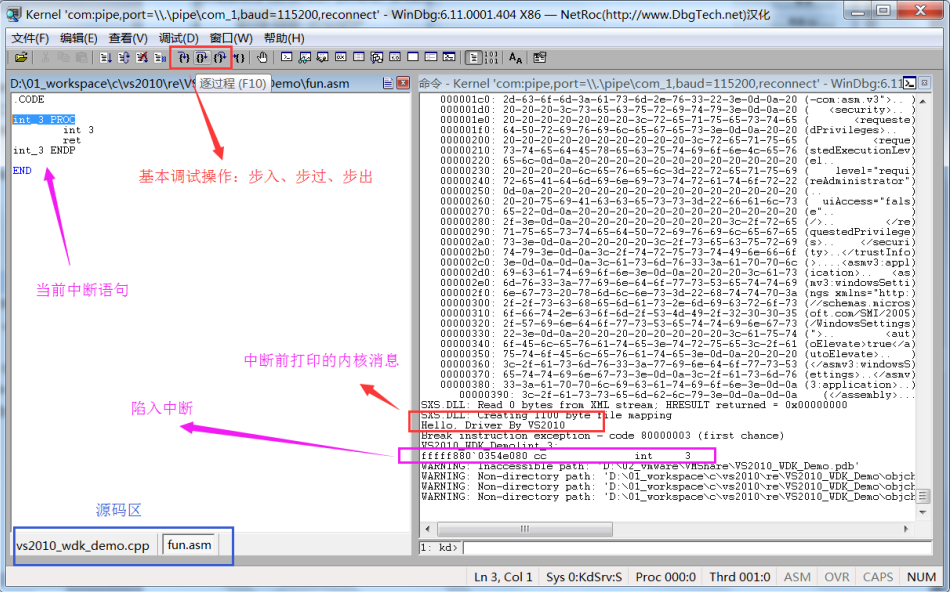 Kernel 'com:pipe,port=\\.\pipe\com_1,baud=115200,reconnect' - WinDbg:6.11.0001.404 X86 — NetRoc(http://www.DbgTech.net)汉化
文件(F) 编辑(E) 查看(V) 调试(D) 窗口(W) 帮助(H)
逐过程 (F10)
emo\fun.asm
.CODE
int_3 PROC
int 3
ret
int_3 ENDP
END
基本调试操作：步入、步过、步出
当前中断语句
中断前打印的内核消息
陷入中断
源码区
vs2010_wdk_demo.cpp
fun.asm
命令 - Kernel 'com:pipe,port=\\.\pipe\com_1,baud=115200,reconnect' - WinDbg:6.11
000001c0: 2d-63-6f-6d-3a-61-73-6d-2e-76-33-22-3e-0d-0a-20 (-com:asm.v3">.. )
000001d0: 20-20-20-3c-73-65-63-75-72-69-74-79-3e-0d-0a-20 (   <security>.. )
000001e0: 20-20-20-20-20-20-3c-72-65-71-75-65-73-74-65 (      <requeste)
000001f0: 64-50-72-69-76-69-6c-65-67-65-73-3e-0d-0a-20-20 (dPrivileges>..  )
00000200: 20-20-20-20-20-20-20-20-20-20-3c-72-65-71-75-65 (          <reque)
00000210: 73-74-65-64-45-78-65-63-75-74-69-6f-6e-4c-65-76 (stedExecutionLev)
00000220: 65-6c-0d-0a-20-20-20-20-20-20-20-20-20-20-20-20 (el..            )
00000230: 20-20-20-20-6c-65-76-65-6c-3d-22-72-65-71-75-69 (    level="requi)
00000240: 72-65-41-64-6d-69-6e-69-73-74-72-61-74-6f-72-22 (reAdministrator")
00000250: 0d-0a-20-20-20-20-20-20-20-20-20-20-20-20-20-20 (..              )
00000260: 20-20-75-69-41-63-63-65-73-73-3d-22-66-61-6c-73 (  uiAccess="fals)
00000270: 65-22-0d-0a-20-20-20-20-20-20-20-20-20-20-20-20 (e"..            )
00000280: 2f-3e-0d-0a-20-20-20-20-20-20-20-20-3c-2f-72-65 (/>..        </re)
00000290: 71-75-65-73-74-65-64-50-72-69-76-69-6c-65-67-65 (questedPrivilege)
000002a0: 73-3e-0d-0a-20-20-20-20-3c-2f-73-65-63-75-72-69 (s>..    </securi)
000002b0: 74-79-3e-0d-0a-3c-2f-74-72-75-73-74-49-6e-66-6f (ty>..</trustInfo)
000002c0: 3e-0d-0a-0d-0a-3c-61-73-6d-76-33-3a-61-70-70-6c (>....<asmv3:appl)
000002d0: 69-63-61-74-69-6f-6e-3e-0d-0a-20-20-20-3c-61-73 (ication>..   <as)
000002e0: 6d-76-33-3a-77-69-6e-64-6f-77-73-53-65-74-74-69 (mv3:windowsSetti)
000002f0: 6e-67-73-20-78-6d-6c-6e-73-3d-22-68-74-74-70-3a (ngs xmlns="http:)
00000300: 2f-2f-73-63-68-65-6d-61-73-2e-6d-69-63-72-6f-73 (//schemas.micros)
00000310: 6f-66-74-2e-63-6f-6d-2f-53-4d-49-2f-32-30-30-35 (oft.com/SMI/2005)
00000320: 2f-57-69-6e-64-6f-77-73-53-65-74-74-69-6e-67-73 (/WindowsSettings)
00000330: 22-3e-0d-0a-20-20-20-20-20-20-20-20-3c-61-75-74 (">..        <aut)
00000340: 6f-45-6c-65-76-61-74-65-3e-74-72-75-65-3c-2f-61 (oElevate>true</a)
00000350: 75-74-6f-45-6c-65-76-61-74-65-3e-0d-0a-20-20-20 (utoElevate>..   )
00000360: 3c-2f-61-73-6d-76-33-3a-77-69-6e-64-6f-77-73-53 (</asmv3:windowsS)
00000370: 65-74-74-69-6e-67-73-3e-0d-0a-3c-2f-61-73-6d-76 (ettings>..</asmv)
00000380: 33-3a-61-70-70-6c-69-63-61-74-69-6f-6e-3e-0d-0a (3:application>..)
00000390: 3c-2f-61-73-73-65-6d-62-6c-79-3e-0d-0a (</assembly>..)
SXS.DLL: Read 0 bytes from XML stream; HRESULT returned = 0x00000000
SXS.DLL: Creating 1100 byte file mapping
Hello, Driver By VS2010
Break instruction exception - code 80000003 (first chance)
VS2010_WDK_Demo!int_3:
fffff880`0354e080 cc int 3
WARNING: Inaccessible path: 'D:\02_vmware\VMShare\VS2010_WDK_Demo.pdb'
WARNING: Non-directory path: 'D:\01_workspace\c\vs2010\re\VS2010_WDK_Demo\objch
WARNING: Non-directory path: 'D:\01_workspace\c\vs2010\re\VS2010_WDK_Demo\objch
WARNING: Non-directory path: 'D:\01_workspace\c\vs2010\re\VS2010_WDK_Demo\objch
1: kd>
Ln 3, Col 1 Sys 0:KdSrv:S Proc 000:0 Thrd 001:0 ASM OVR CAPS NUM